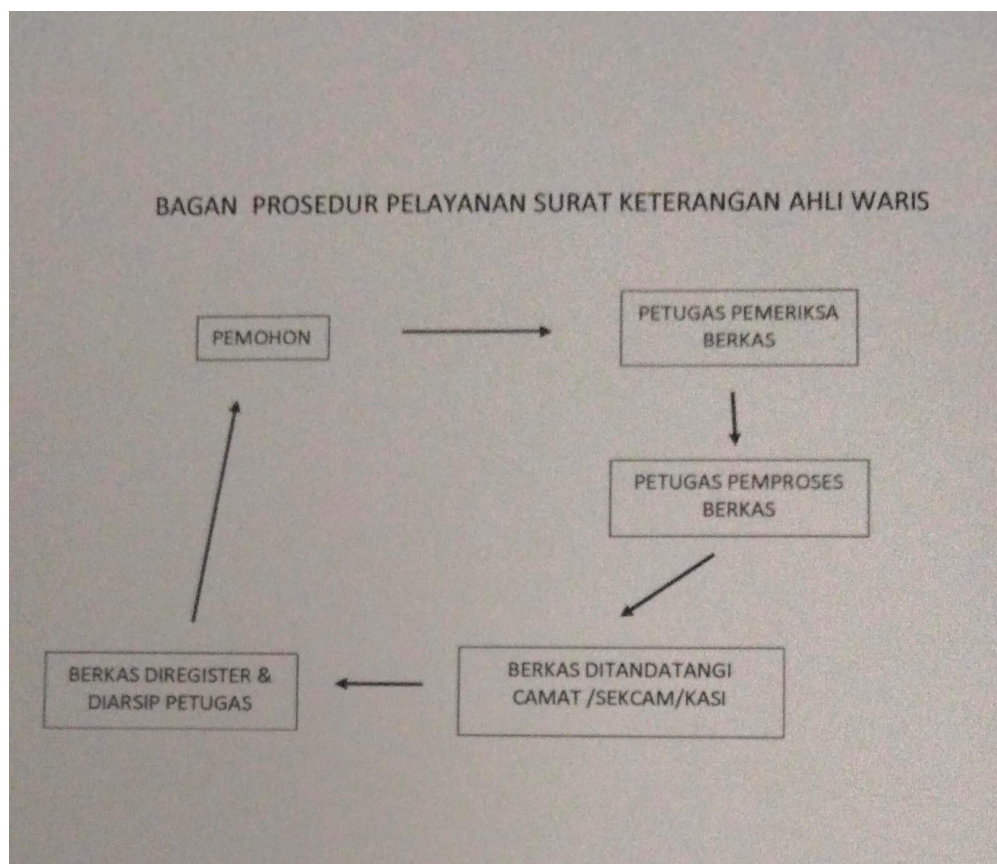 BAGAN PROSEDUR PELAYANAN SURAT KETERANGAN AHLI WARIS
PEMOHON
PETUGAS PEMERIKSA
BERKAS
PETUGAS PEMPROSES
BERKAS
BERKAS DITANDATANGI
CAMAT /SEKCAM/KASI
BERKAS DIREGISTER &
DIARSIP PETUGAS